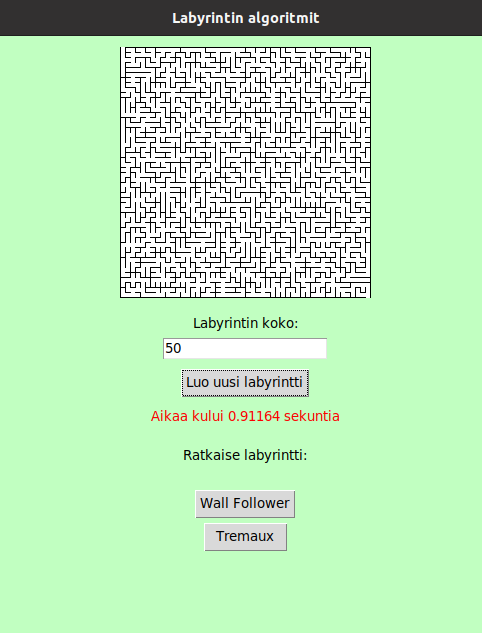 Labyrintin algoritmit
Labyrintin koko:
50
Luo uusi labyrintti
Aikaa kului 0.91164 sekuntia
Ratkaise labyrintti:
Wall Follower
Tremaux